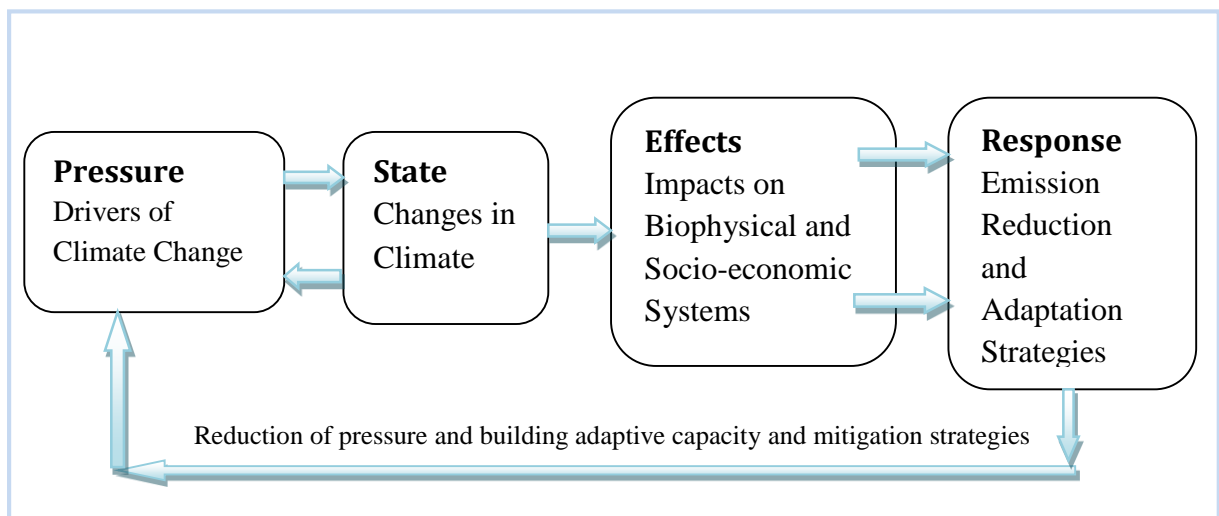 Pressure
Drivers of
Climate Change
State
Changes in
Climate
Effects
Impacts on
Biophysical and
Socio-economic
Systems
Response
Emission
Reduction
and
Adaptation
Strategies
Reduction of pressure and building adaptive capacity and mitigation strategies